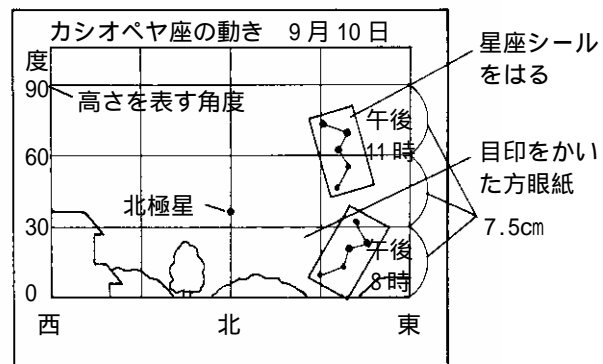 カシオペヤ座の動き 9月10日
度
90
60
30
0
高さを表す角度
午後
11時
北極星
午後
8時
西 北 東
星座シール
をはる
目印をかい
た方眼紙
7.5cm